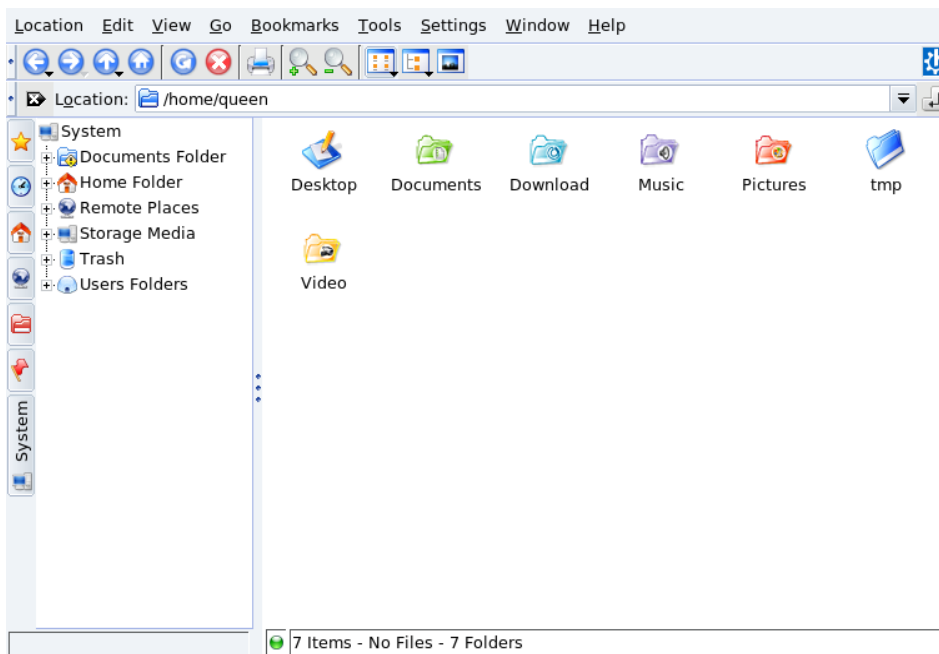 Location Edit View Go Bookmarks Tools Settings Window Help
Location: /home/queen
System
Documents Folder
Home Folder
Remote Places
Storage Media
Trash
Users Folders
System
Desktop Documents Download Music Pictures tmp
Video
7 Items - No Files - 7 Folders